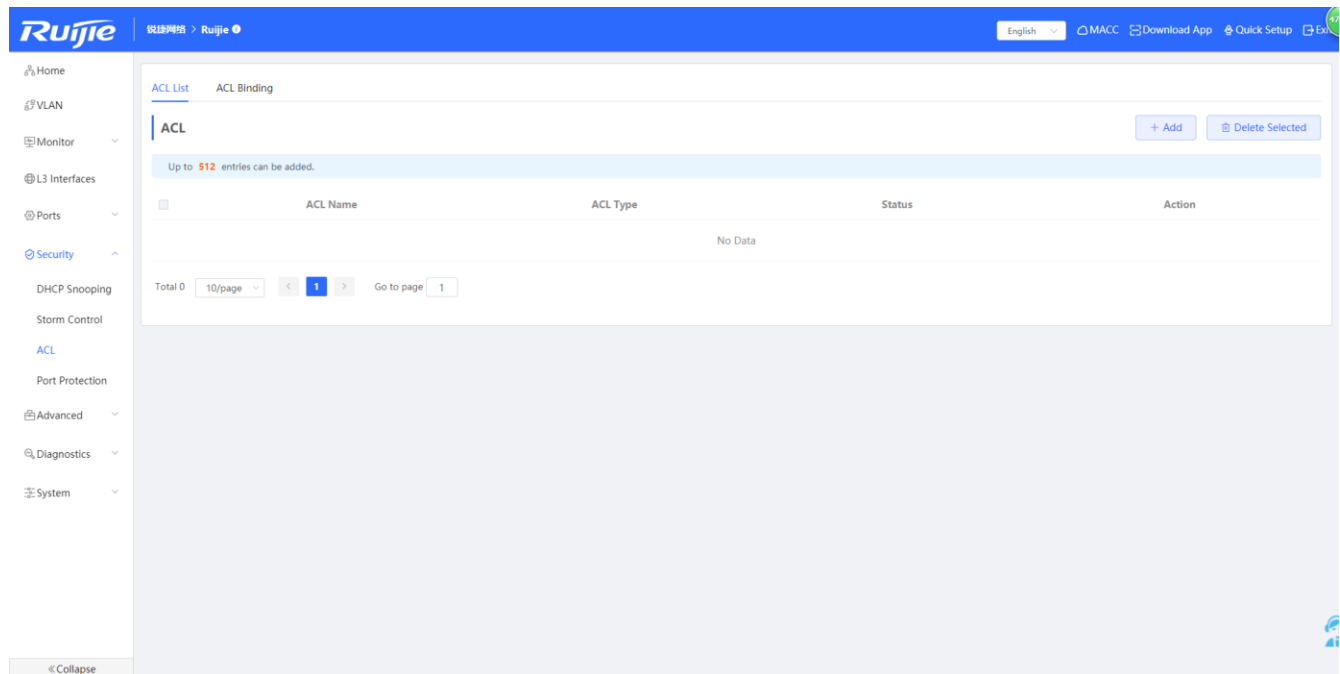 Ruijie 锐捷网络 > Ruijie English MACC Download App Quick Setup 47
Home
VLAN
Monitor
L3 Interfaces
Ports
Security
DHCP Snooping
Storm Control
ACL
Port Protection
Advanced
Diagnostics
System
«Collapse
ACL List ACL Binding
ACL + Add Delete Selected
Up to 512 entries can be added.
ACL Name ACL Type Status Action
No Data
Total 0 10/page < 1 > Go to page 1